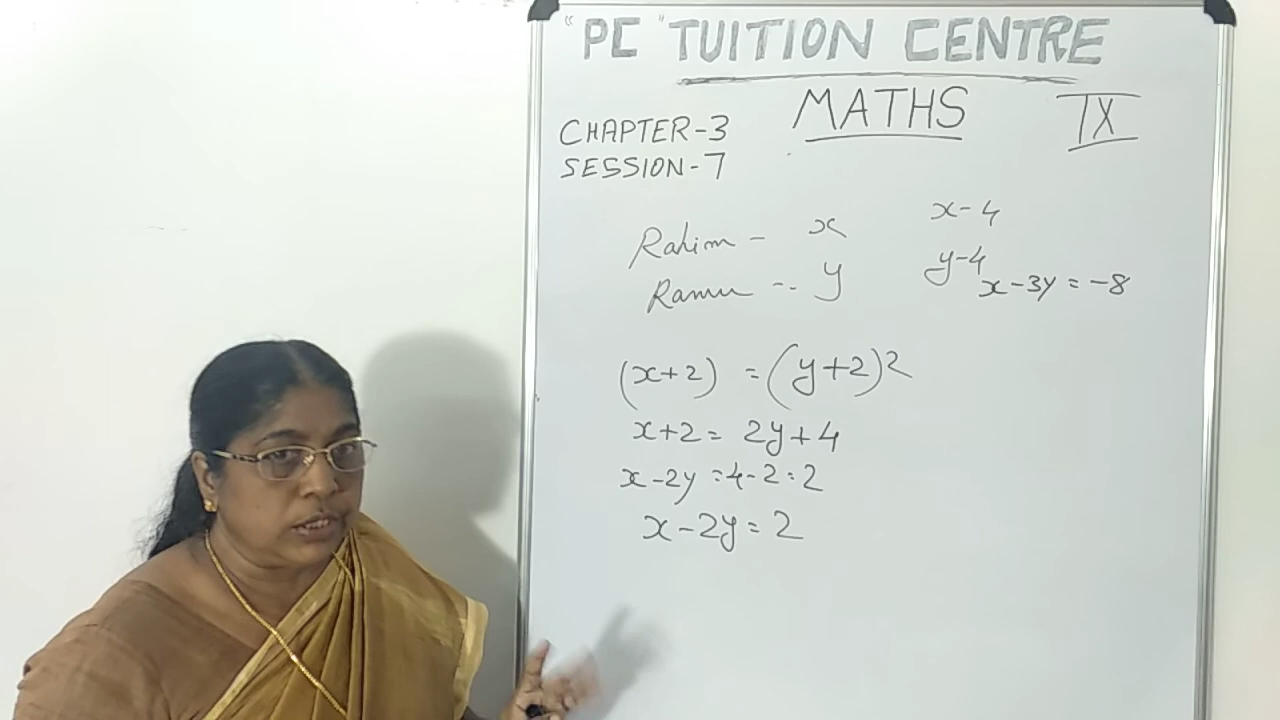 "PC" TUITION CENTRE
MATHS
IX
CHAPTER-3
SESSION-7
Rahim - x x-4
Ramu -- y y-4
x-3y = -8
(x+2) = (y+2)2
x+2 = 2y+4
x-2y = 4-2 = 2
x-2y = 2